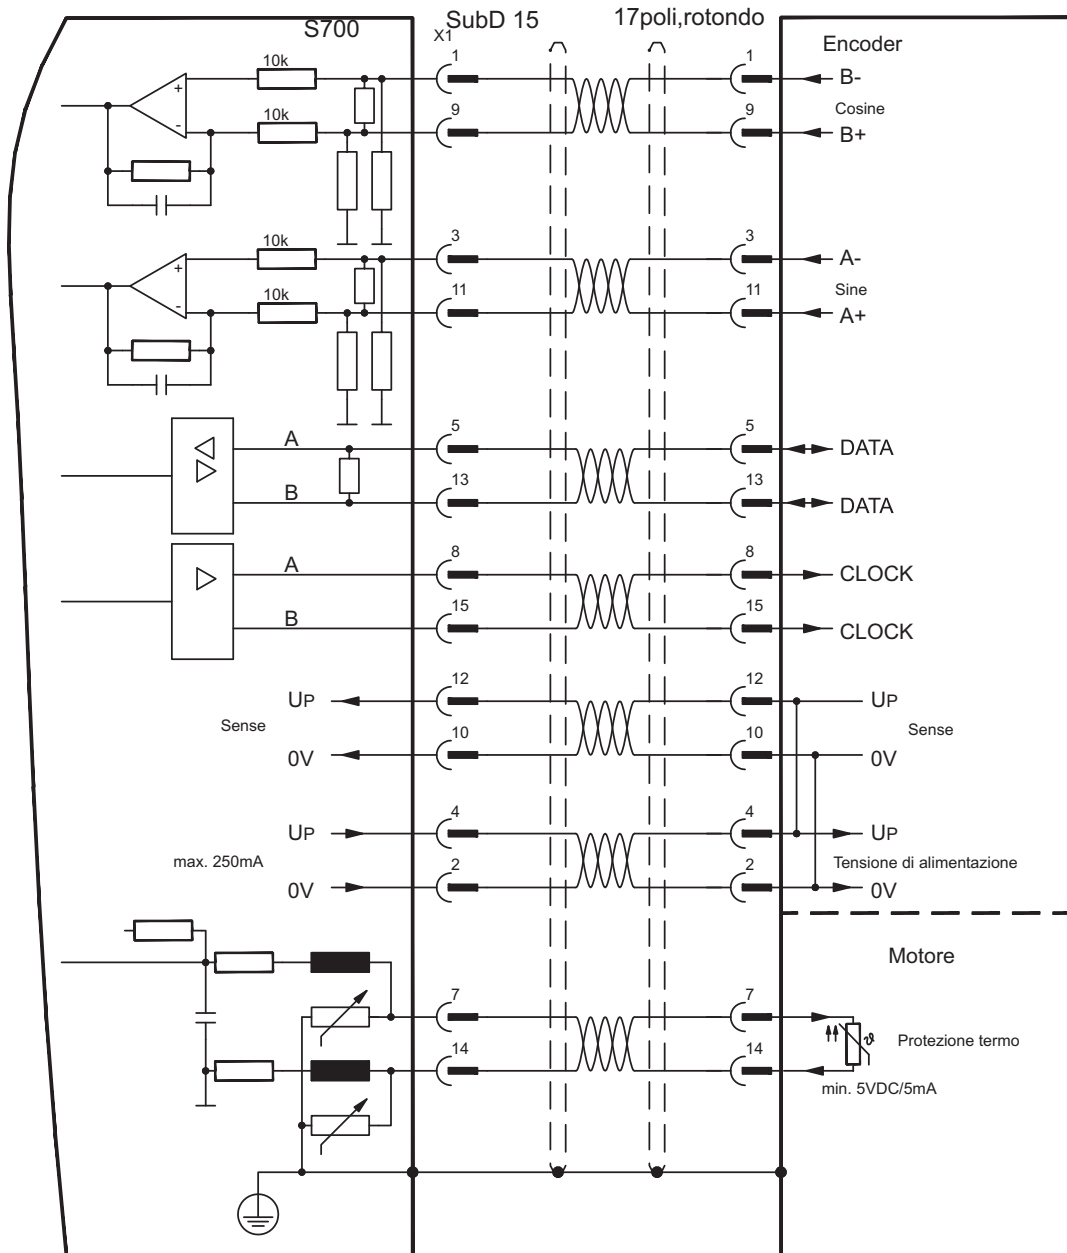 S700
SubD 15
17poli,rotondo
X1
Encoder
10k
1
1
B-
+
Cosine
10k
9
9
B+
-
10k
3
3
A-
+
Sine
10k
11
11
A+
-
A
5
5
DATA
B
13
13
DATA
A
8
8
CLOCK
B
15
15
CLOCK
UP
12
12
UP
Sense
Sense
0V
10
10
0V
UP
4
4
UP
max. 250mA
Tensione di alimentazione
0V
2
2
0V
Motore
7
7
Protezione termo
ϑ
14
14
min. 5VDC/5mA